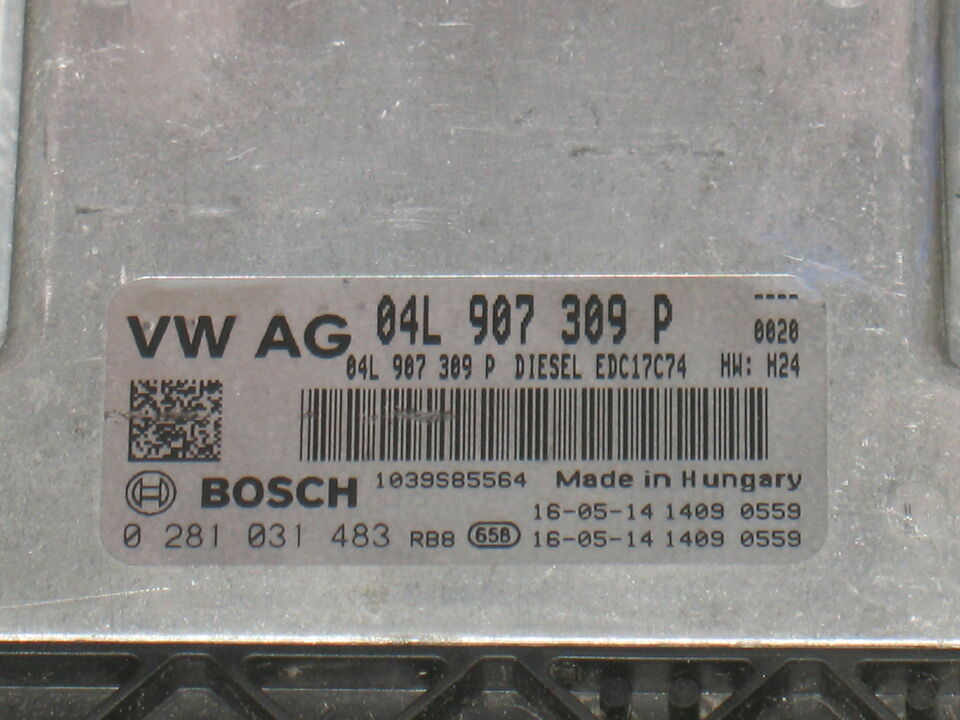 VW AG 04L 907 309 P ----
0020
04L 907 309 P DIESEL EDC17C74 HW: H24
BOSCH 1039S85564 Made in Hungary
16-05-14 1409 0559
0 281 031 483 RB8 658 16-05-14 1409 0559